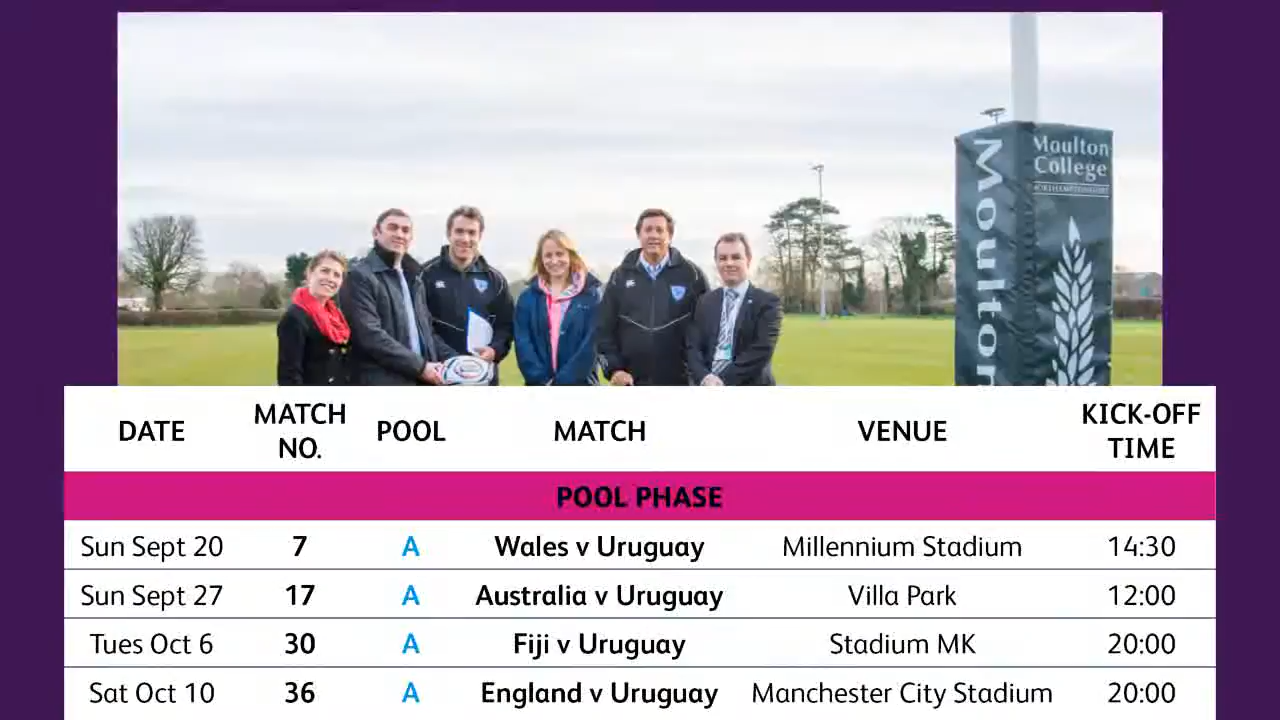 Moulton
College
Moulton
DATE MATCH NO. POOL MATCH VENUE KICK-OFF TIME
POOL PHASE
Sun Sept 20 7 A Wales v Uruguay Millennium Stadium 14:30
Sun Sept 27 17 A Australia v Uruguay Villa Park 12:00
Tues Oct 6 30 A Fiji v Uruguay Stadium MK 20:00
Sat Oct 10 36 A England v Uruguay Manchester City Stadium 20:00